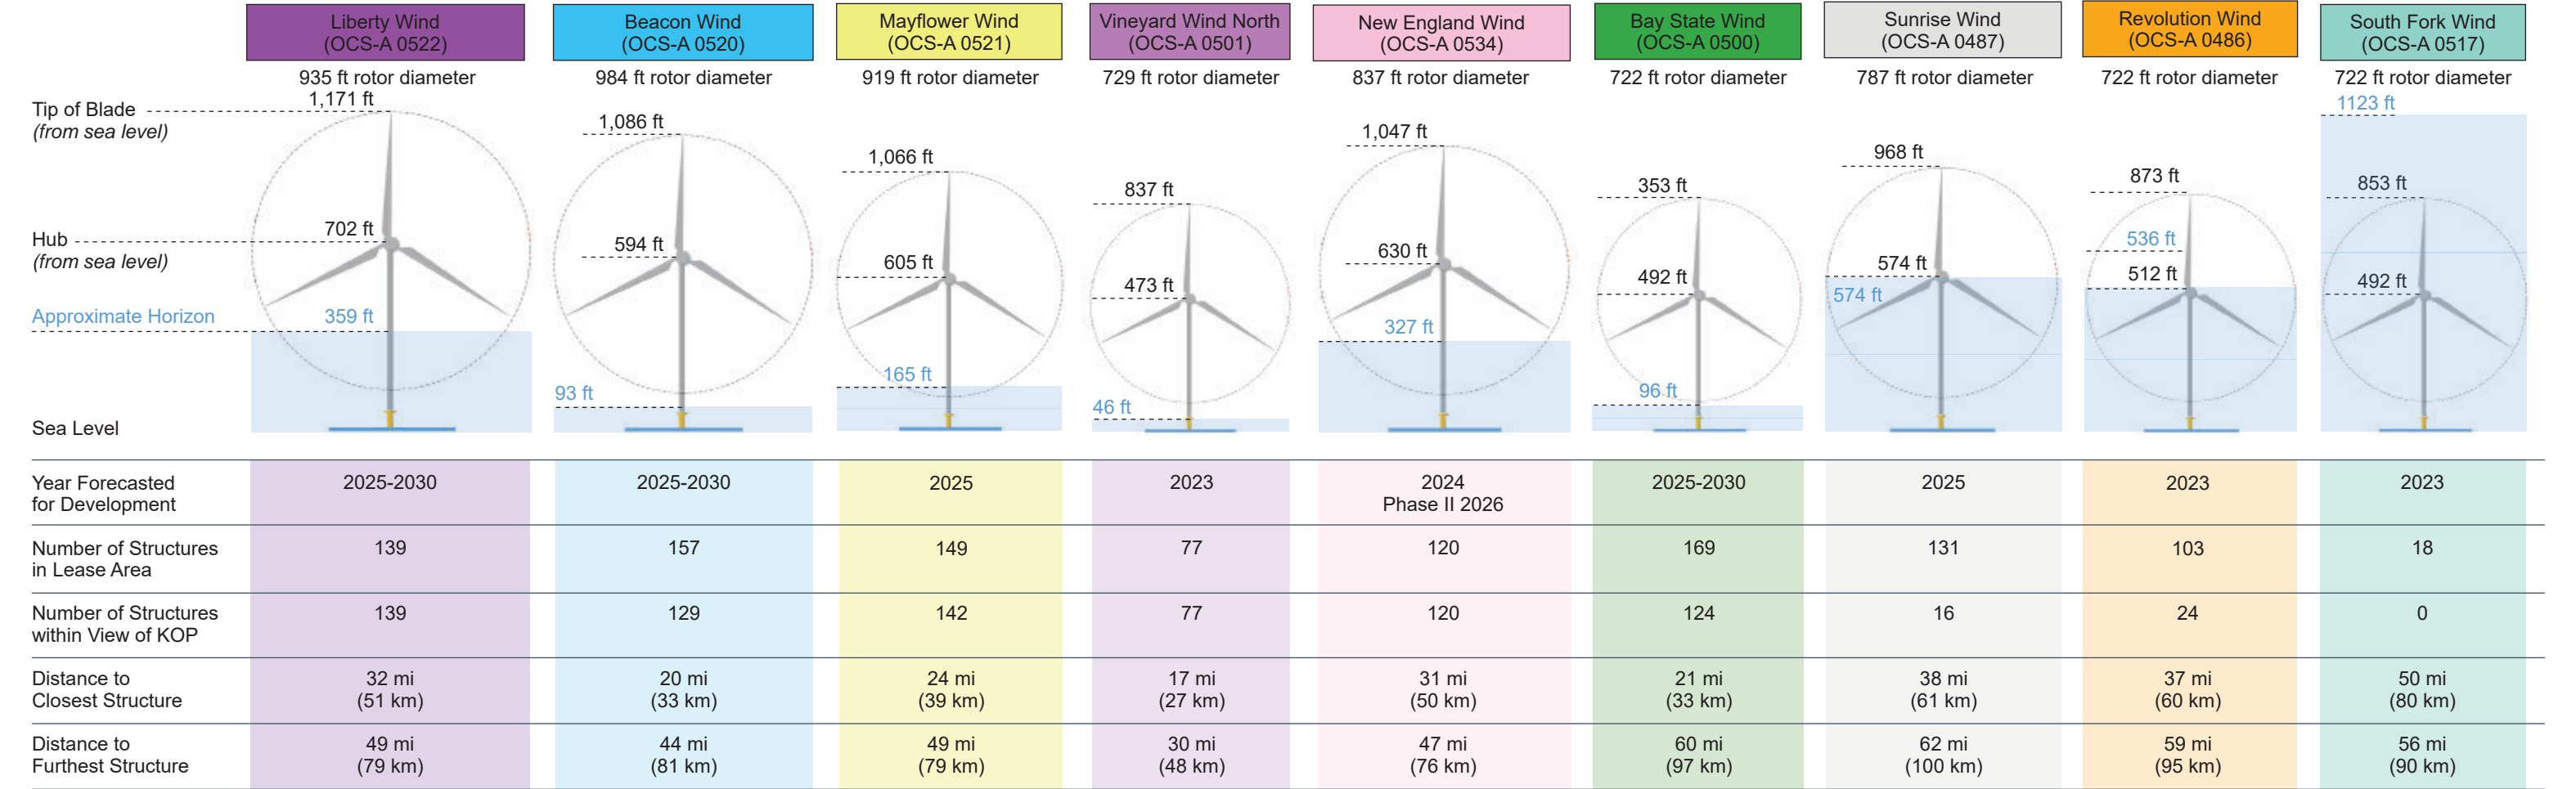 Liberty Wind
(OCS-A 0522)
Beacon Wind
(OCS-A 0520)
Mayflower Wind
(OCS-A 0521)
Vineyard Wind North
(OCS-A 0501)
New England Wind
(OCS-A 0534)
Bay State Wind
(OCS-A 0500)
Sunrise Wind
(OCS-A 0487)
Revolution Wind
(OCS-A 0486)
South Fork Wind
(OCS-A 0517)
935 ft rotor diameter
984 ft rotor diameter
919 ft rotor diameter
729 ft rotor diameter
837 ft rotor diameter
722 ft rotor diameter
787 ft rotor diameter
722 ft rotor diameter
722 ft rotor diameter
Tip of Blade
(from sea level)
1,171 ft
1,086 ft
1,066 ft
837 ft
1,047 ft
353 ft
968 ft
873 ft
1123 ft
853 ft
Hub
(from sea level)
702 ft
594 ft
605 ft
473 ft
630 ft
492 ft
574 ft
536 ft
512 ft
492 ft
Approximate Horizon
359 ft
93 ft
165 ft
46 ft
327 ft
96 ft
574 ft
Sea Level
Year Forecasted
for Development
2025-2030
2025-2030
2025
2023
2024
Phase II 2026
2025-2030
2025
2023
2023
Number of Structures
in Lease Area
139
157
149
77
120
169
131
103
18
Number of Structures
within View of KOP
139
129
142
77
120
124
16
24
0
Distance to
Closest Structure
32 mi
(51 km)
20 mi
(33 km)
24 mi
(39 km)
17 mi
(27 km)
31 mi
(50 km)
21 mi
(33 km)
38 mi
(61 km)
37 mi
(60 km)
50 mi
(80 km)
Distance to
Furthest Structure
49 mi
(79 km)
44 mi
(81 km)
49 mi
(79 km)
30 mi
(48 km)
47 mi
(76 km)
60 mi
(97 km)
62 mi
(100 km)
59 mi
(95 km)
56 mi
(90 km)